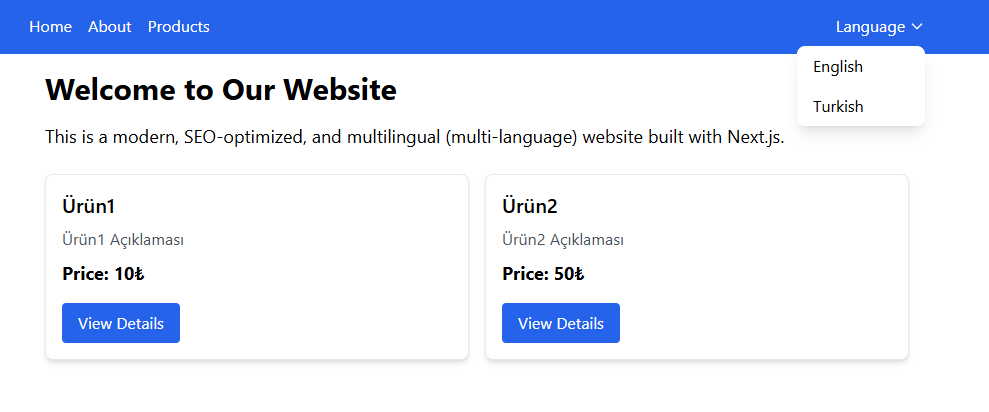 Home About Products Language
English
Turkish
Welcome to Our Website
This is a modern, SEO-optimized, and multilingual (multi-language) website built with Next.js.
Ürün1
Ürün1 Açıklaması
Price: 10₺
View Details
Ürün2
Ürün2 Açıklaması
Price: 50₺
View Details